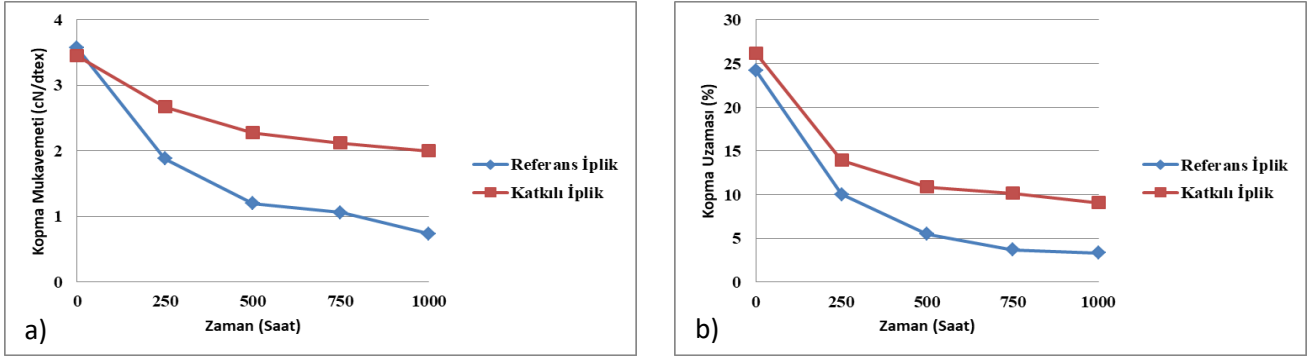 Kopma Mukavemeti (cN/dtex)
4
3
2
1
0
0 250 500 750 1000
Zaman (Saat)
Referans İplik
Katkılı İplik
a)
Kopma Uzaması (%)
30
25
20
15
10
5
0
0 250 500 750 1000
Zaman (Saat)
Referans İplik
Katkılı İplik
b)